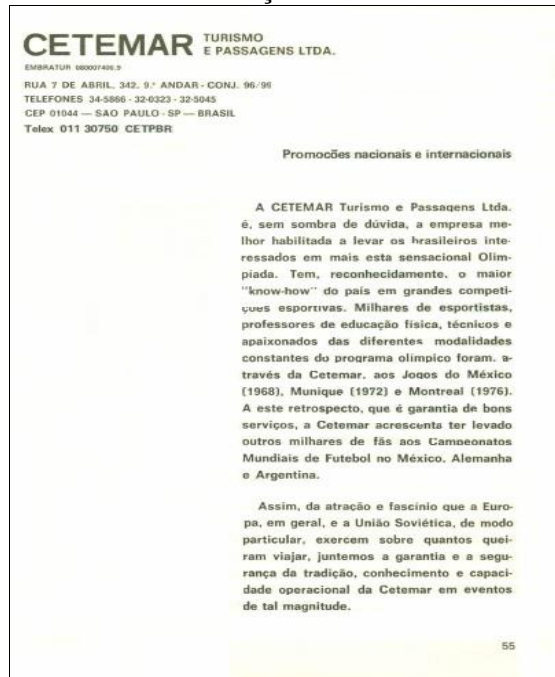 CETEMAR TURISMO
E PASSAGENS LTDA.
EMBRATUR 080007400.9
RUA 7 DE ABRIL, 342, 9.º ANDAR - CONJ. 96/99
TELEFONES 34-5866 - 32-0323 - 32-5045
CEP 01044 — SAO PAULO - SP — BRASIL
Telex 011 30750 CETPBR
Promocões nacionais e internacionais
A CETEMAR Turismo e Passagens Ltda.
é, sem sombra de dúvida, a empresa me-
lhor habilitada a levar os brasileiros inte-
ressados em mais esta sensacional Olim-
píada. Tem, reconhecidamente, o maior
"know-how" do país em grandes competi-
ções esportivas. Milhares de esportistas,
professores de educação física, técnicos e
apaixonados das diferentes modalidades
constantes do programa olímpico foram, a-
través da Cetemar, aos Jogos do México
(1968), Munique (1972) e Montreal (1976).
A este retrospecto, que é garantia de bons
serviços, a Cetemar acrescenta ter levado
outros milhares de fãs aos Campeonatos
Mundiais de Futebol no México, Alemanha
e Argentina.
Assim, da atração e fascínio que a Euro-
pa, em geral, e a União Soviética, de modo
particular, exercem sobre quantos quei-
ram viajar, juntemos a garantia e a segu-
rança da tradição, conhecimento e capaci-
dade operacional da Cetemar em eventos
de tal magnitude.
55